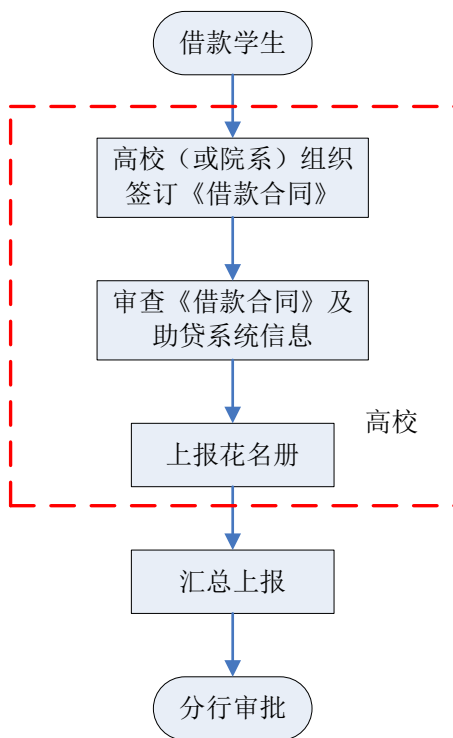 借款学生
高校（或院系）组织
签订《借款合同》
审查《借款合同》及
助贷系统信息
高校
上报花名册
汇总上报
分行审批